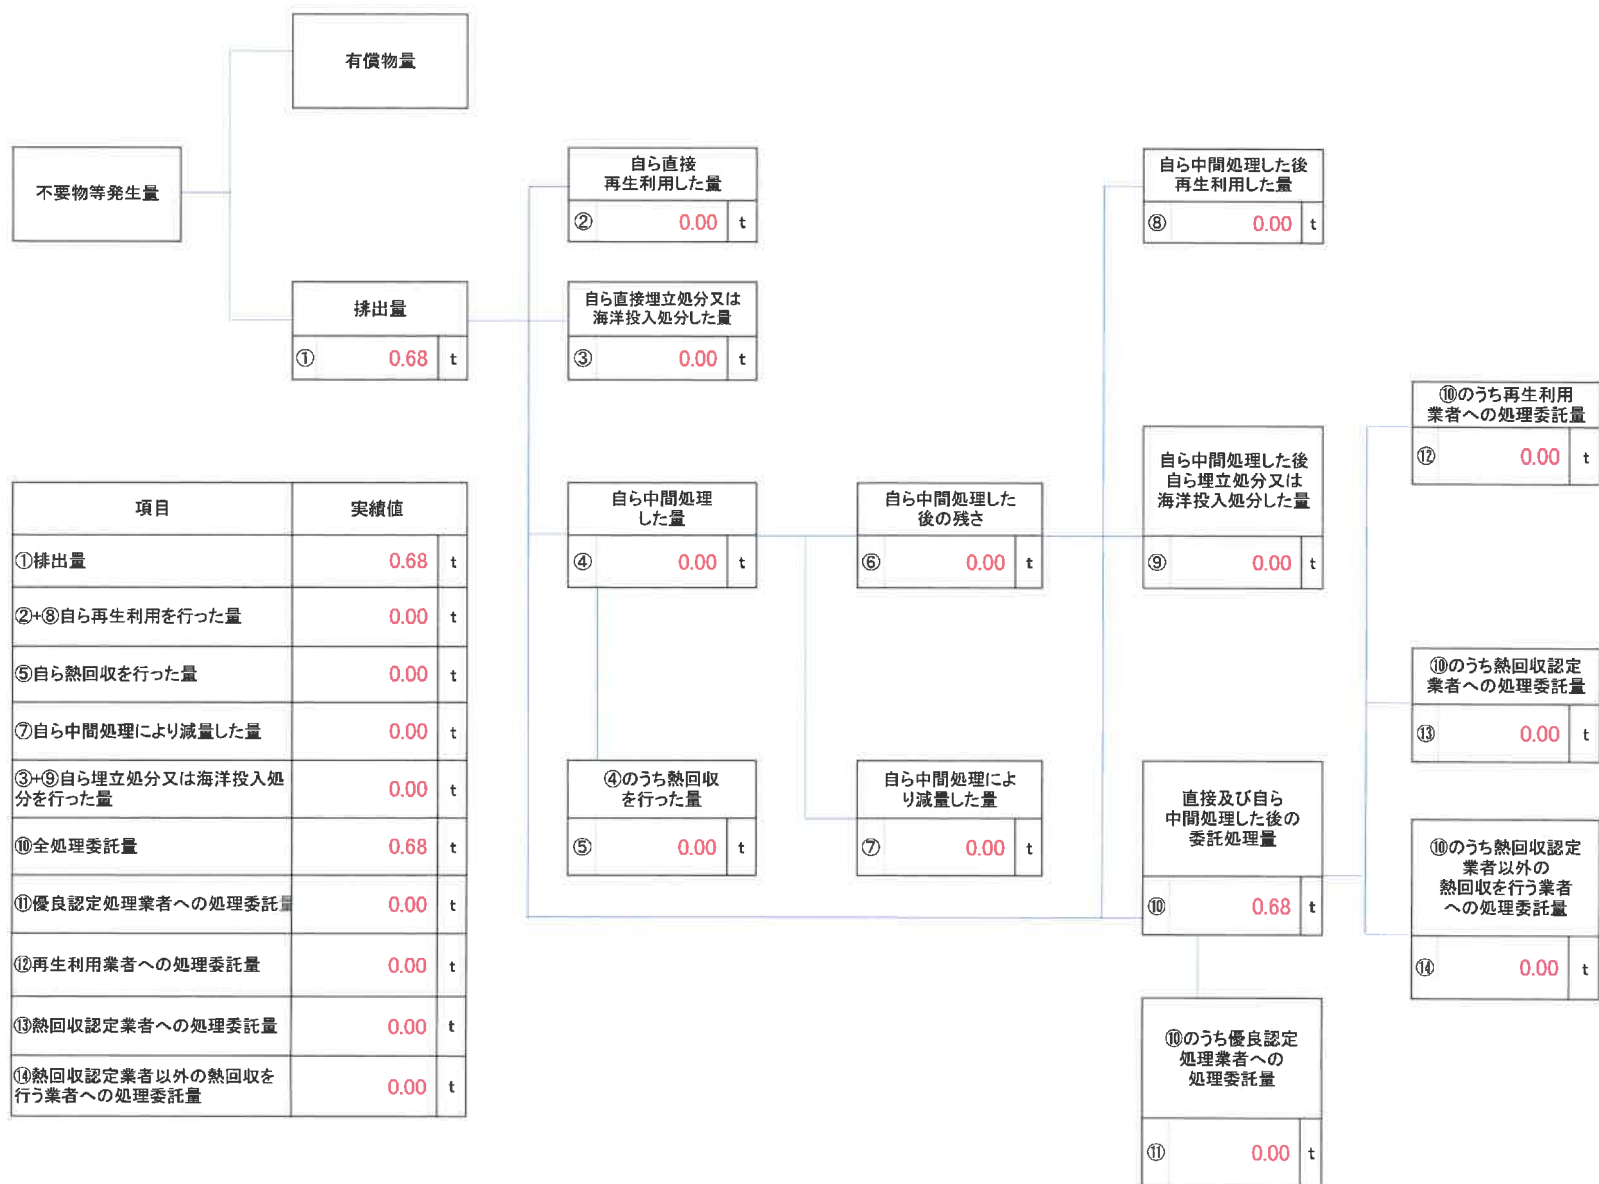 有償物量
不要物等発生量
排出量
① 0.68 t
自ら直接
再生利用した量
② 0.00 t
自ら直接埋立処分又は
海洋投入処分した量
③ 0.00 t
自ら中間処理
した量
④ 0.00 t
④のうち熱回収
を行った量
⑤ 0.00 t
自ら中間処理した
後の残さ
⑥ 0.00 t
自ら中間処理によ
り減量した量
⑦ 0.00 t
自ら中間処理した後
再生利用した量
⑧ 0.00 t
自ら中間処理した後
自ら埋立処分又は
海洋投入処分した量
⑨ 0.00 t
直接及び自ら
中間処理した後の
委託処理量
⑩ 0.68 t
⑩のうち優良認定
処理業者への
処理委託量
⑪ 0.00 t
⑩のうち再生利用
業者への処理委託量
⑫ 0.00 t
⑩のうち熱回収認定
業者への処理委託量
⑬ 0.00 t
⑩のうち熱回収認定
業者以外の
熱回収を行う業者
への処理委託量
⑭ 0.00 t
項目 実績値
①排出量 0.68 t
②+⑧自ら再生利用を行った量 0.00 t
⑤自ら熱回収を行った量 0.00 t
⑦自ら中間処理により減量した量 0.00 t
③+⑨自ら埋立処分又は海洋投入処
分を行った量 0.00 t
⑩全処理委託量 0.68 t
⑪優良認定処理業者への処理委託量 0.00 t
⑫再生利用業者への処理委託量 0.00 t
⑬熱回収認定業者への処理委託量 0.00 t
⑭熱回収認定業者以外の熱回収を
行う業者への処理委託量 0.00 t